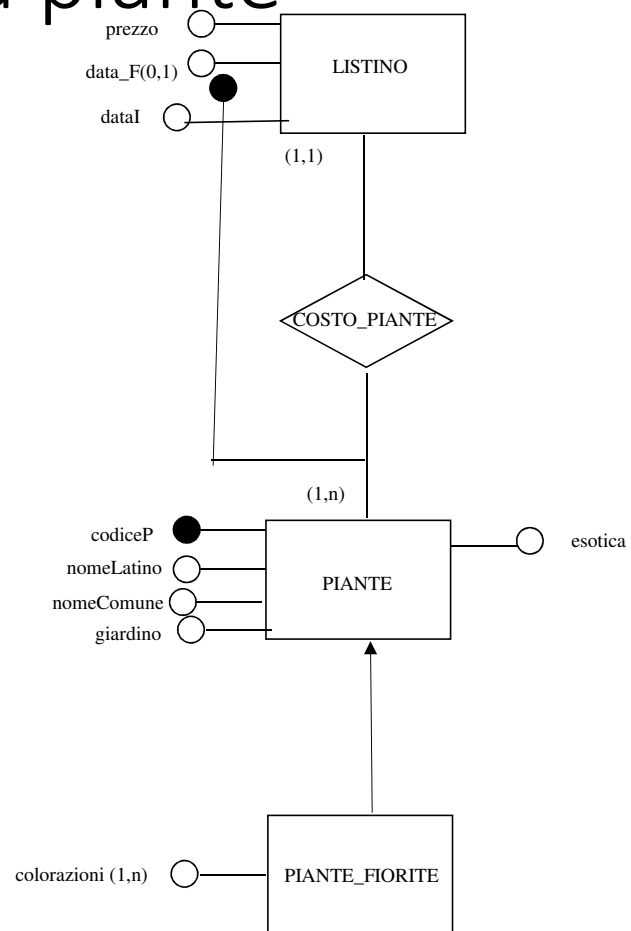 a piante
prezzo
data_F(0,1)
LISTINO
dataI
(1,1)
COSTO_PIANTE
(1,n)
codiceP
esotica
nomeLatino
PIANTE
nomeComune
giardino
colorazioni (1,n)
PIANTE_FIORITE